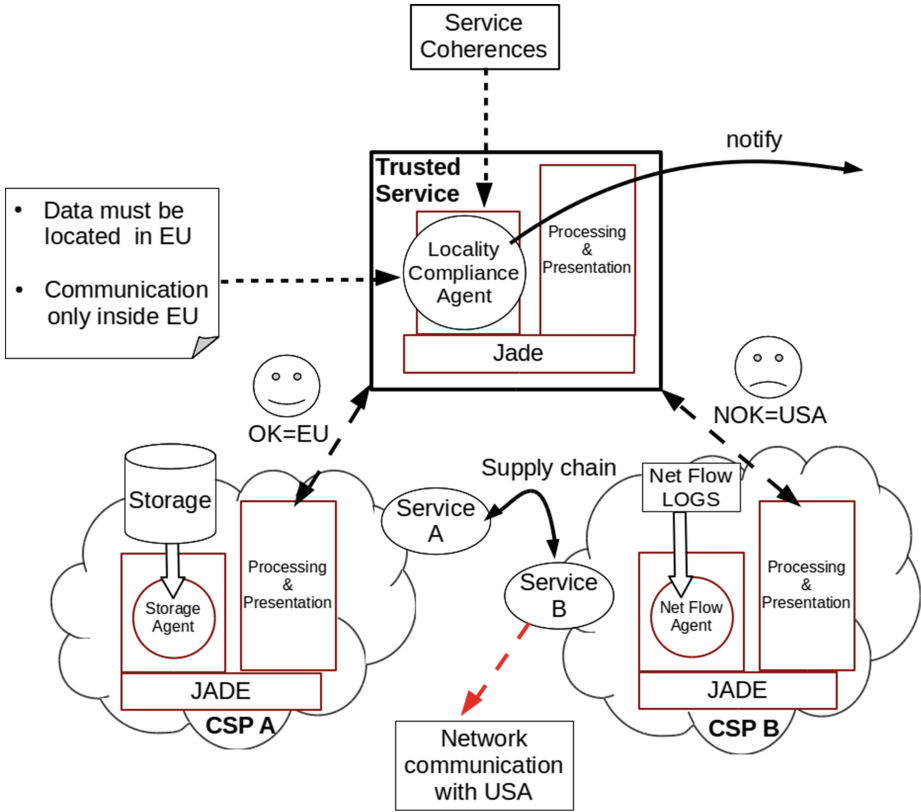 Service
Coherences
notify
Trusted
Service
• Data must be
located in EU
• Communication
only inside EU
Locality
Compliance
Agent
Processing
&
Presentation
Jade
OK=EU
NOK=USA
Storage
Supply chain
Service
A
Service
B
Net Flow
LOGS
Processing
&
Presentation
Storage
Agent
JADE
CSP A
Processing
&
Presentation
Net Flow
Agent
JADE
CSP B
Network
communication
with USA